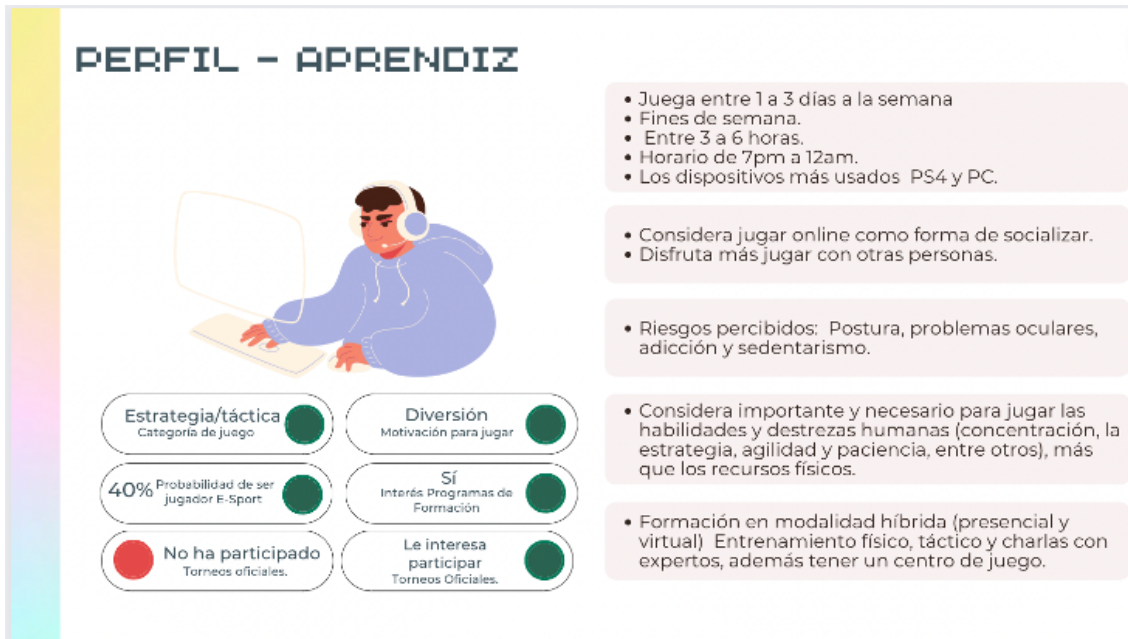 PERFIL - APRENDIZ
• Juega entre 1 a 3 días a la semana
• Fines de semana.
• Entre 3 a 6 horas.
• Horario de 7pm a 12am.
• Los dispositivos más usados PS4 y PC.
• Considera jugar online como forma de socializar.
• Disfruta más jugar con otras personas.
• Riesgos percibidos: Postura, problemas oculares,
adicción y sedentarismo.
• Considera importante y necesario para jugar las
habilidades y destrezas humanas (concentración, la
estrategia, agilidad y paciencia, entre otros), más
que los recursos físicos.
• Formación en modalidad híbrida (presencial y
virtual) Entrenamiento físico, táctico y charlas con
expertos, además tener un centro de juego.
Estrategia/táctica
Categoría de juego
Diversión
Motivación para jugar
40% Probabilidad de ser
jugador E-Sport
Sí
Interés Programas de
Formación
No ha participado
Torneos oficiales.
Le interesa
participar
Torneos Oficiales.